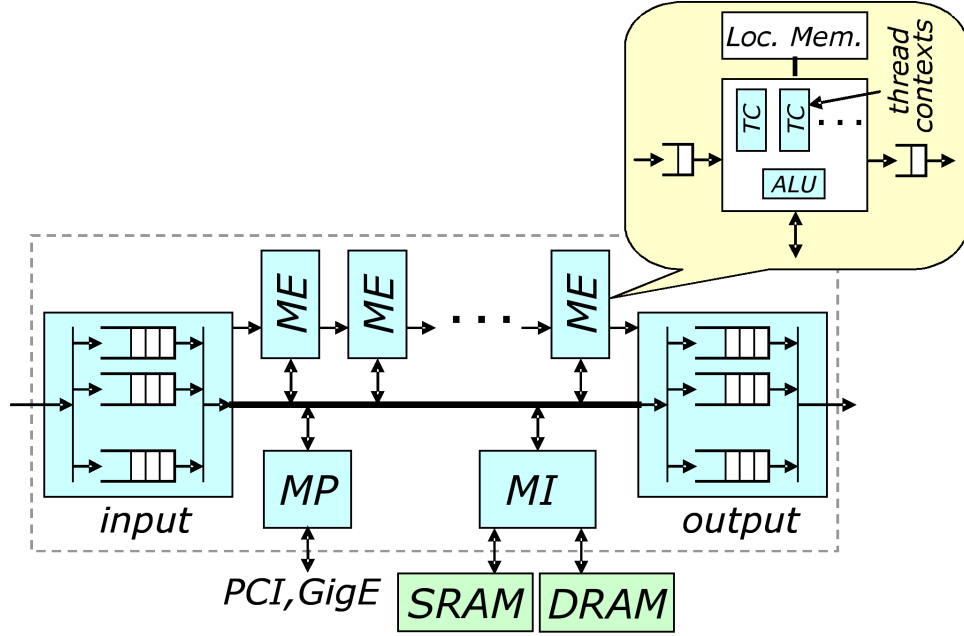 Loc. Mem.
TC
TC
. . .
thread
contexts
ALU
ME
ME
. . .
ME
MP
MI
input
output
PCI,GigE
SRAM
DRAM